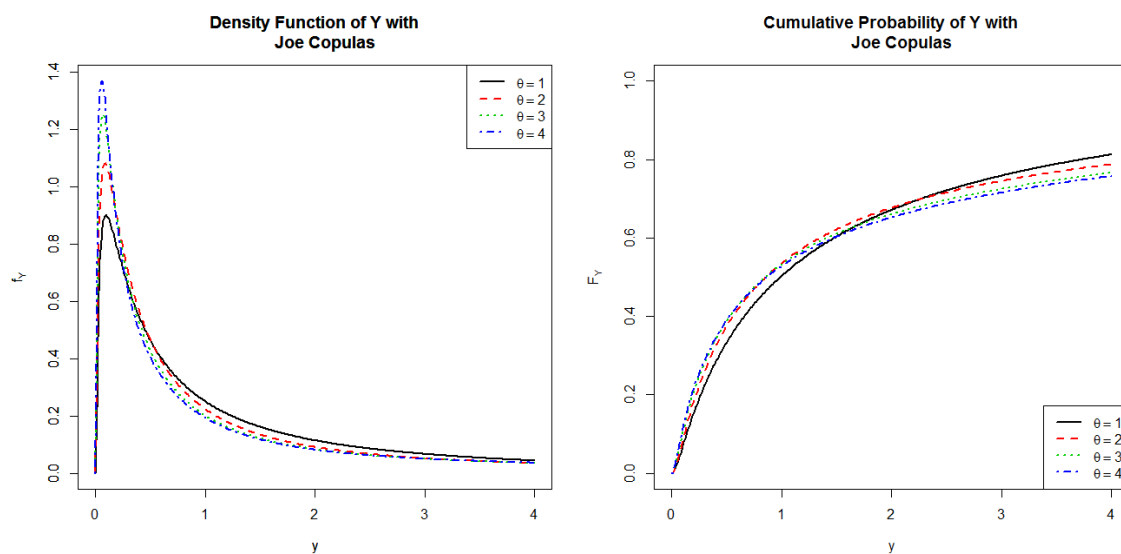 Density Function of Y with
Joe Copulas
f_Y
0.0 0.2 0.4 0.6 0.8 1.0 1.2 1.4
θ = 1
θ = 2
θ = 3
θ = 4
0 1 2 3 4
y
Cumulative Probability of Y with
Joe Copulas
F_Y
0.0 0.2 0.4 0.6 0.8 1.0
θ = 1
θ = 2
θ = 3
θ = 4
0 1 2 3 4
y